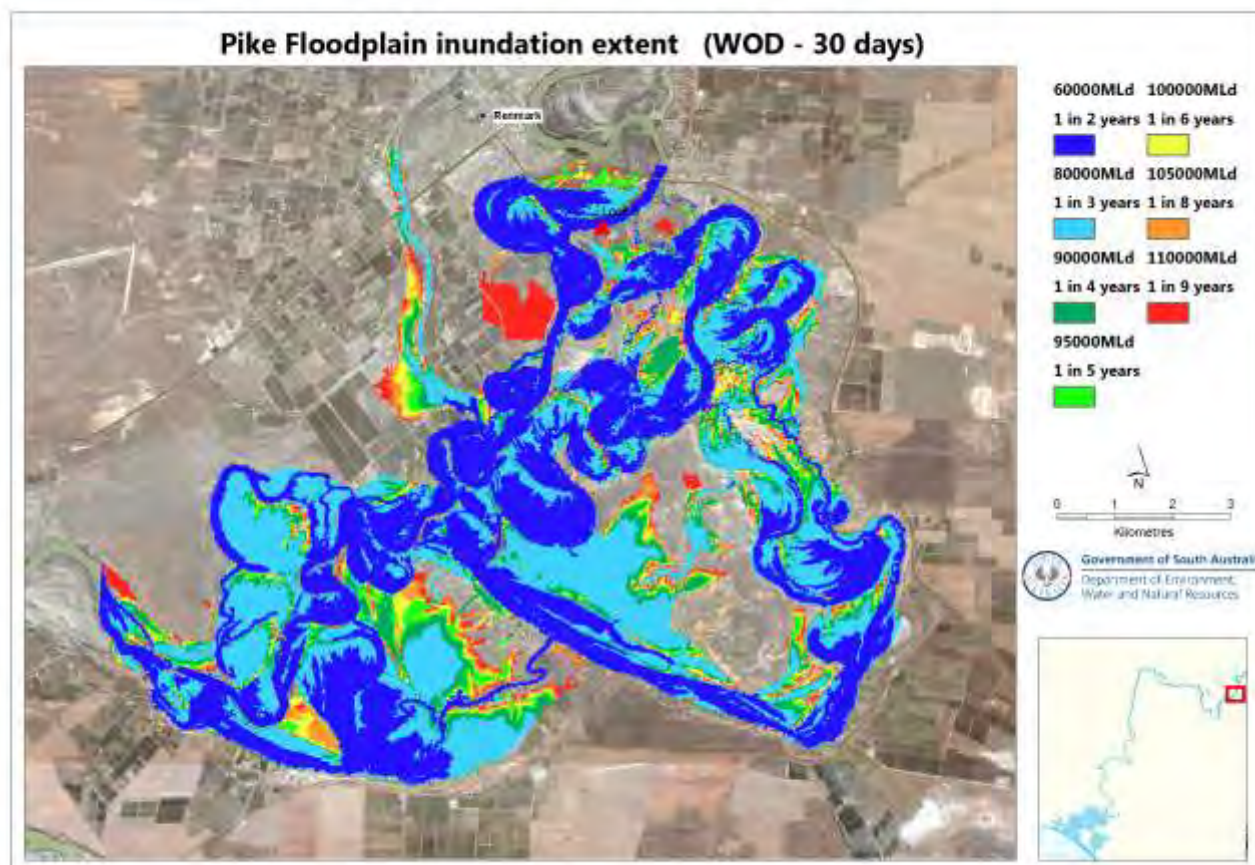 Pike Floodplain inundation extent (WOD - 30 days)
Renmark
60000MLd 100000MLd
1 in 2 years 1 in 6 years
80000MLd 105000MLd
1 in 3 years 1 in 8 years
90000MLd 110000MLd
1 in 4 years 1 in 9 years
95000MLd
1 in 5 years
N
0 1 2 3
Kilometres
Government of South Austral
Department of Environment,
Water and Natural Resources